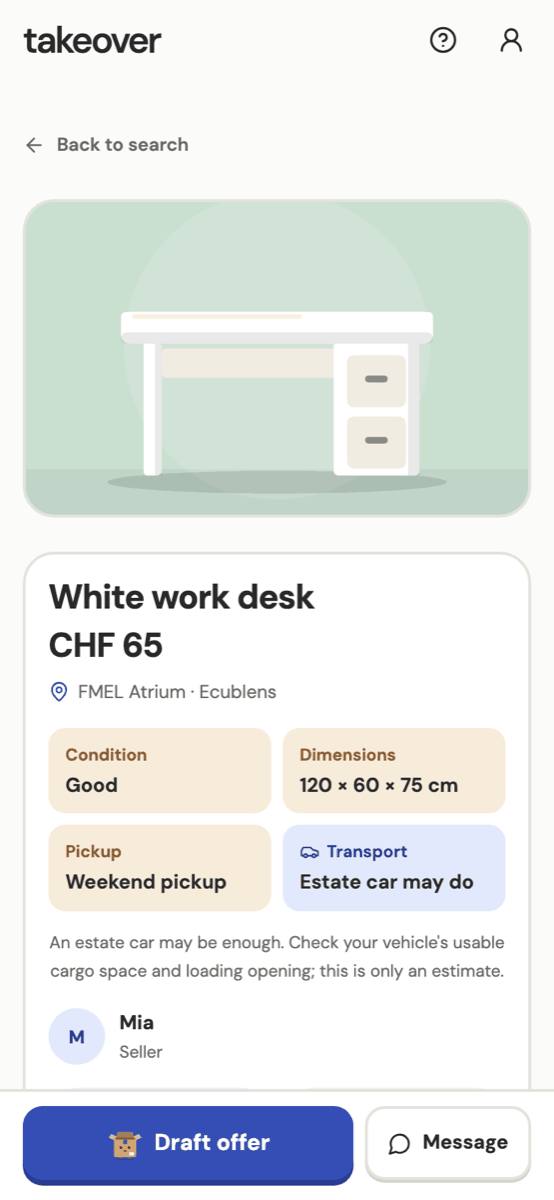 takeover
Back to search
White work desk
CHF 65
FMEL Atrium · Ecublens
Condition
Good
Dimensions
120 × 60 × 75 cm
Pickup
Weekend pickup
Transport
Estate car may do
An estate car may be enough. Check your vehicle's usable
cargo space and loading opening; this is only an estimate.
M
Mia
Seller
Draft offer
Message